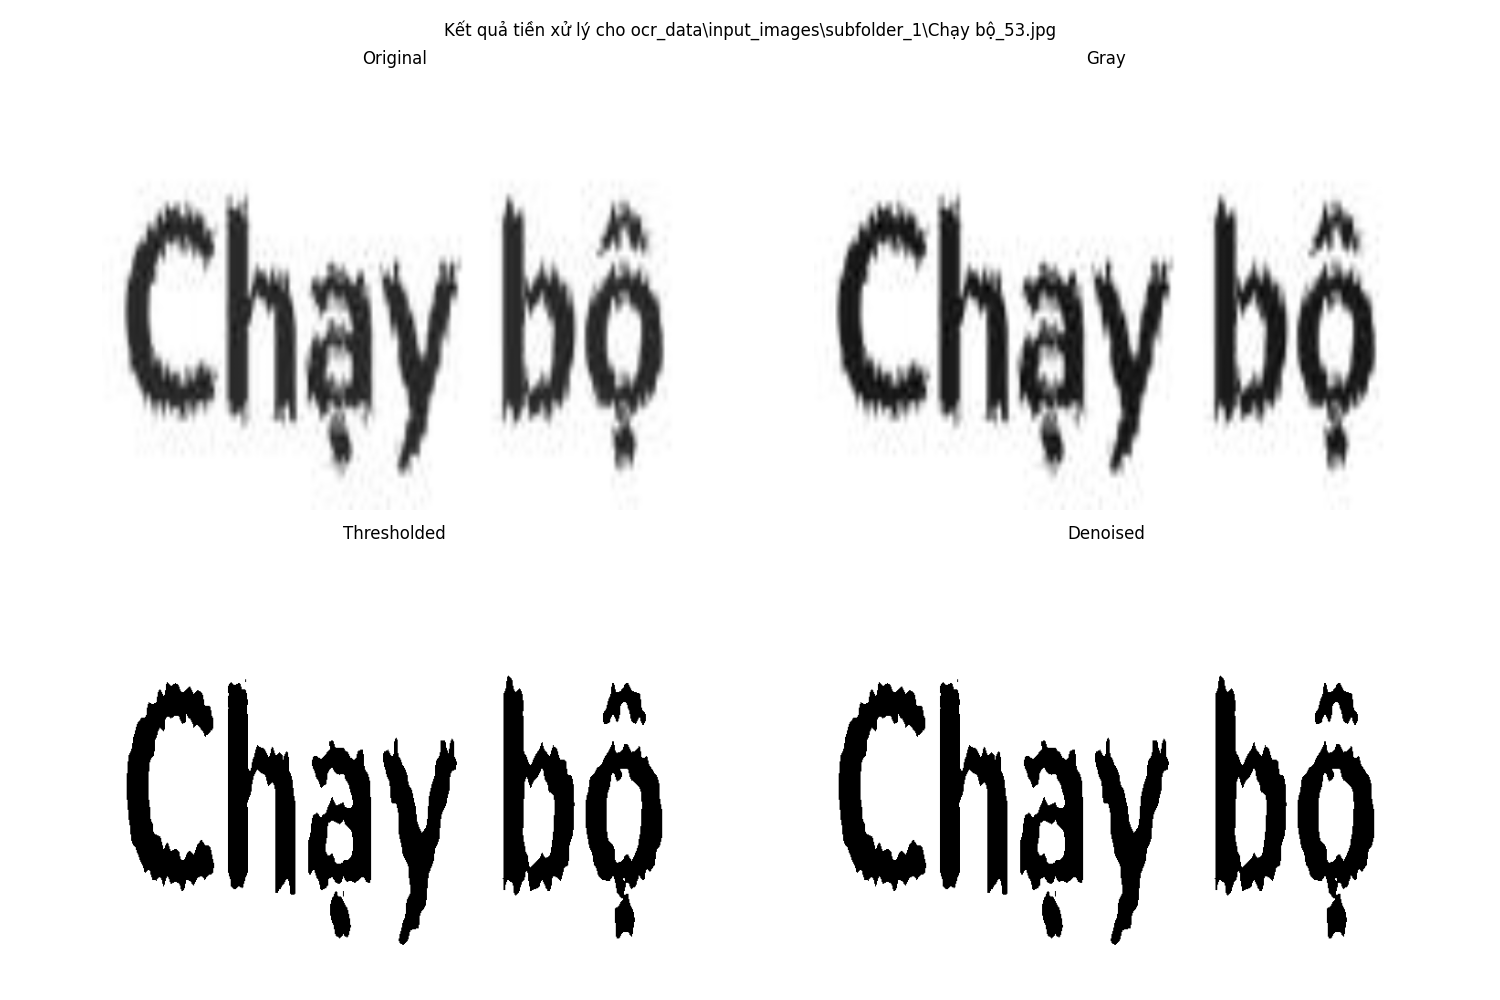 Kết quả tiền xử lý cho ocr_data\input_images\subfolder_1\Chạy bộ_53.jpg
Original
Gray
Chạy bộ
Chạy bộ
Thresholded
Denoised
Chạy bộ
Chạy bộ